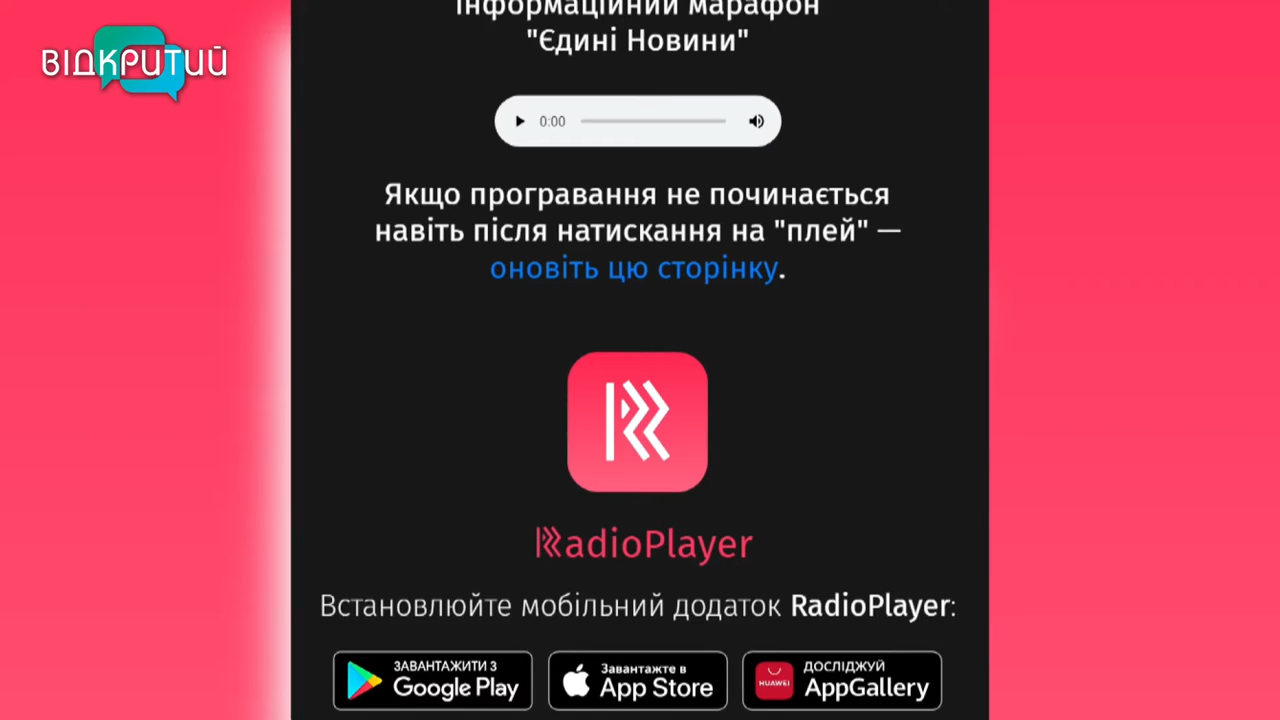 ВІДКРИТИЙ
інформаційний марафон
"Єдині Новини"
0:00
Якщо програвання не починається
навіть після натискання на "плей" —
оновіть цю сторінку.
RadioPlayer
Встановлюйте мобільний додаток RadioPlayer:
ЗАВАНТАЖИТИ З
Google Play
Завантажте в
App Store
HUAWEI
ДОСЛІДЖУЙ
AppGallery